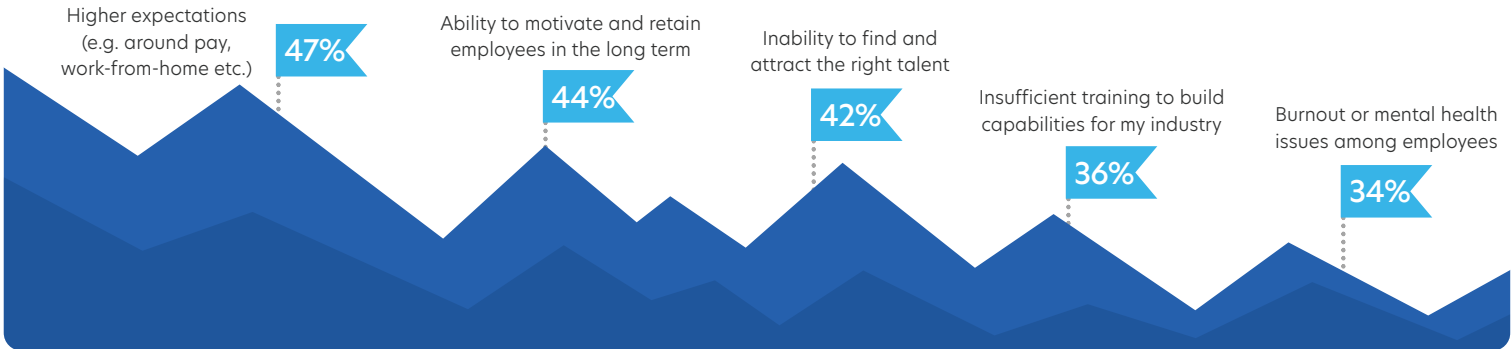 Higher expectations
(e.g. around pay,
work-from-home etc.)
47%
Ability to motivate and retain
employees in the long term
44%
Inability to find and
attract the right talent
42%
Insufficient training to build
capabilities for my industry
36%
Burnout or mental health
issues among employees
34%